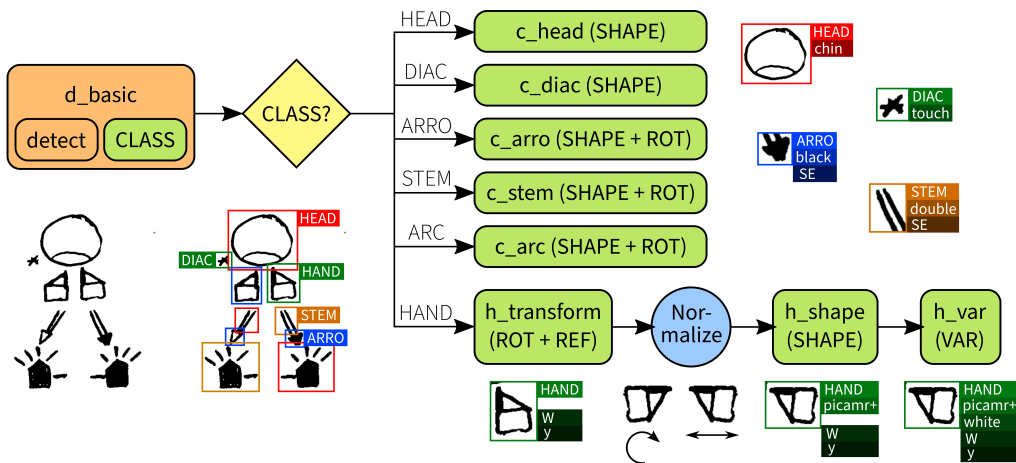 d_basic
detect
CLASS
CLASS?
HEAD
c_head (SHAPE)
DIAC
c_diac (SHAPE)
ARRO
c_arro (SHAPE + ROT)
STEM
c_stem (SHAPE + ROT)
ARC
c_arc (SHAPE + ROT)
HAND
h_transform
(ROT + REF)
Nor-
malize
h_shape
(SHAPE)
h_var
(VAR)
HEAD
chin
DIAC
touch
ARRO
black
SE
STEM
double
SE
HEAD
DIAC
HAND
STEM
ARRO
HAND
W
y
HAND
picamr+
W
y
HAND
picamr+
white
W
y